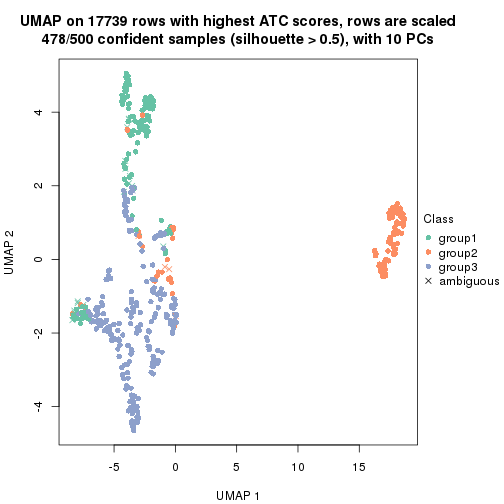 UMAP on 17739 rows with highest ATC scores, rows are scaled
478/500 confident samples (silhouette > 0.5), with 10 PCs
4
2
0
-2
-4
UMAP 2
-5
0
5
10
15
UMAP 1
Class
group1
group2
group3
ambiguous